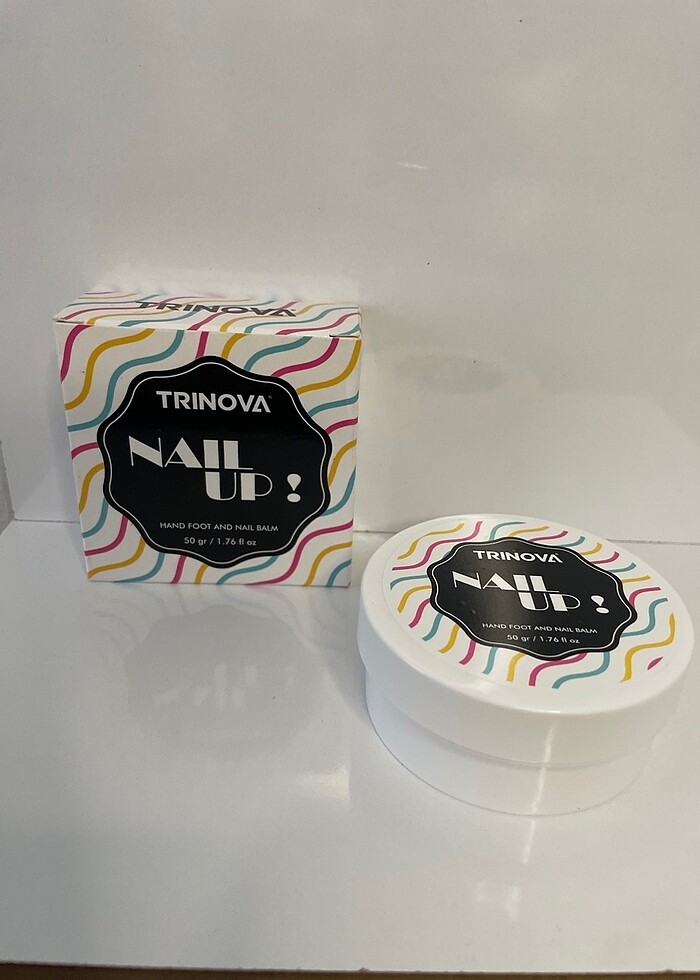 TRINOVA
TRINOVA®
NAIL
UP !
HAND FOOT AND NAIL BALM
50 gr / 1.76 fl oz
TRINOVA
NAIL
UP !
HAND FOOT AND NAIL BALM
50 gr / 1.76 fl oz